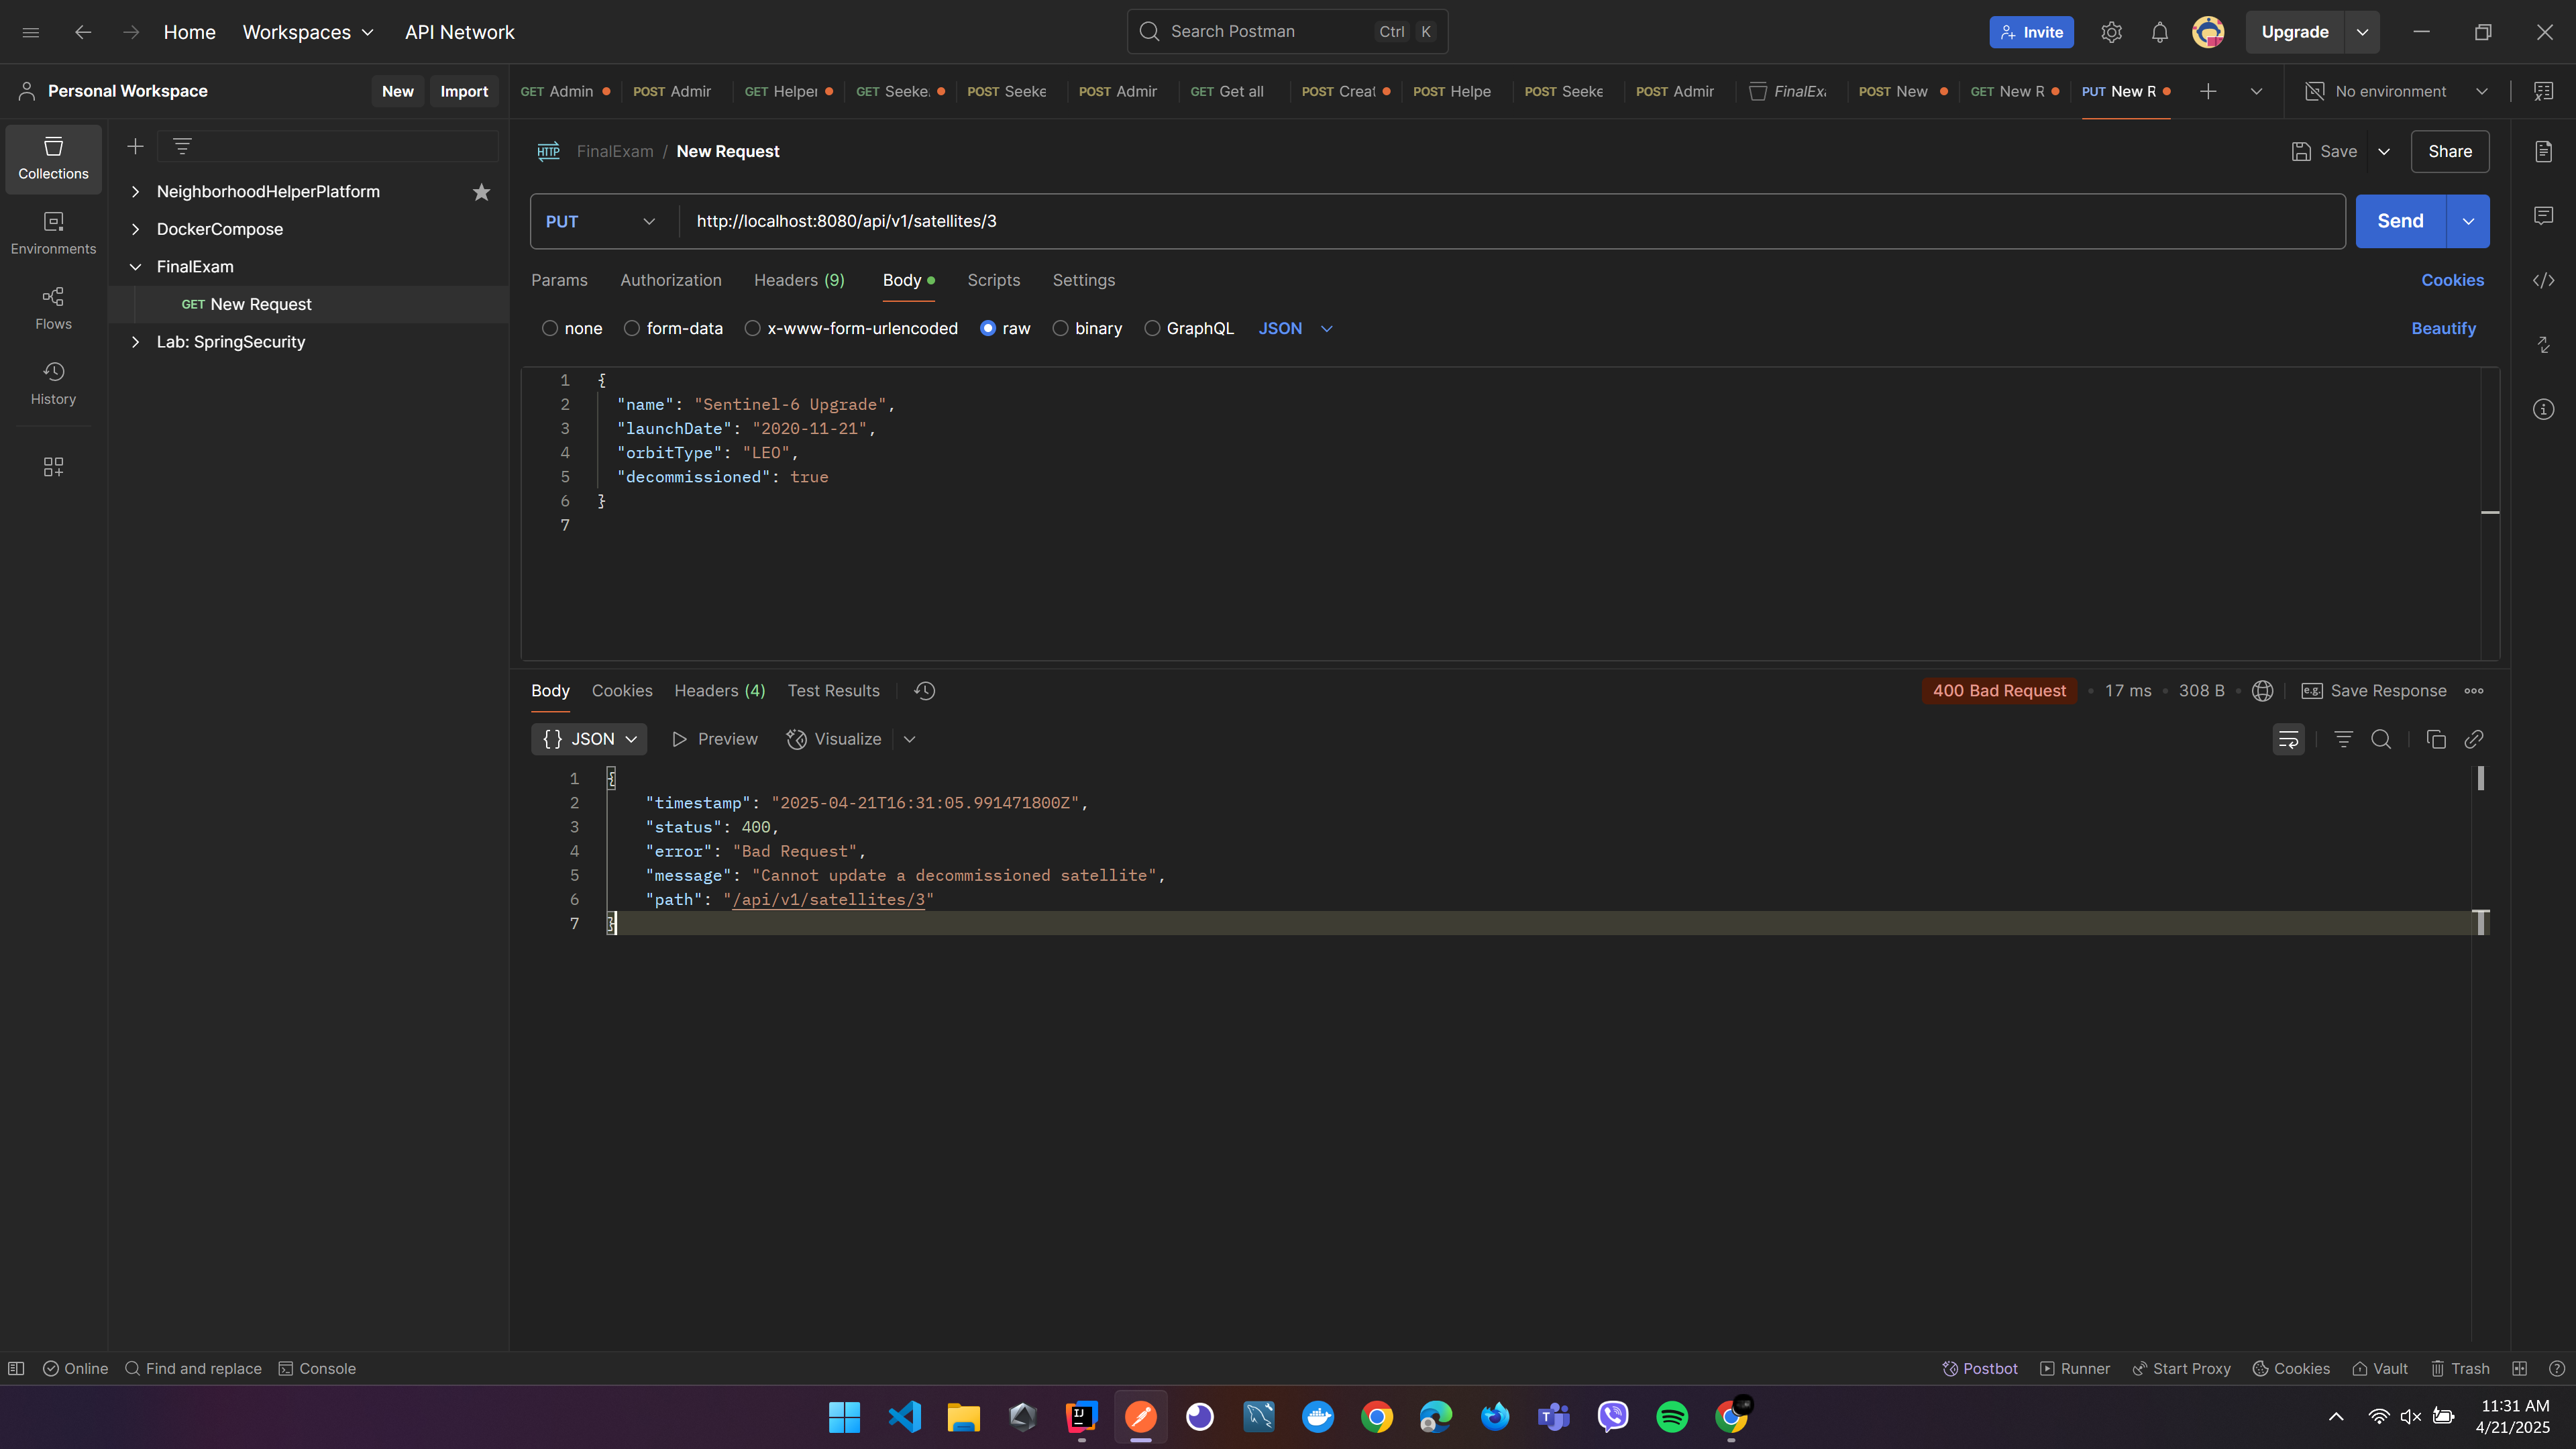 Home Workspaces API Network Search Postman Ctrl K Invite Upgrade
Personal Workspace New Import GET Admin POST Admir GET Helper GET Seeke. POST Seeke POST Admir GET Get all POST Creat POST Helpe POST Seeke POST Admir FinalExa POST New GET New R PUT New R No environment
Collections
Environments
Flows
History
NeighborhoodHelperPlatform
DockerCompose
FinalExam
GET New Request
Lab: SpringSecurity
HTTP FinalExam / New Request Save Share
PUT http://localhost:8080/api/v1/satellites/3 Send
Params Authorization Headers (9) Body Scripts Settings Cookies
none form-data x-www-form-urlencoded raw binary GraphQL JSON Beautify
1 {
2 "name": "Sentinel-6 Upgrade",
3 "launchDate": "2020-11-21",
4 "orbitType": "LEO",
5 "decommissioned": true
6 }
7
Body Cookies Headers (4) Test Results 400 Bad Request 17 ms 308 B e.g. Save Response
{ } JSON Preview Visualize
1 {
2 "timestamp": "2025-04-21T16:31:05.991471800Z",
3 "status": 400,
4 "error": "Bad Request",
5 "message": "Cannot update a decommissioned satellite",
6 "path": "/api/v1/satellites/3"
7 }
Online Find and replace Console Postbot Runner Start Proxy Cookies Vault Trash
11:31 AM
4/21/2025